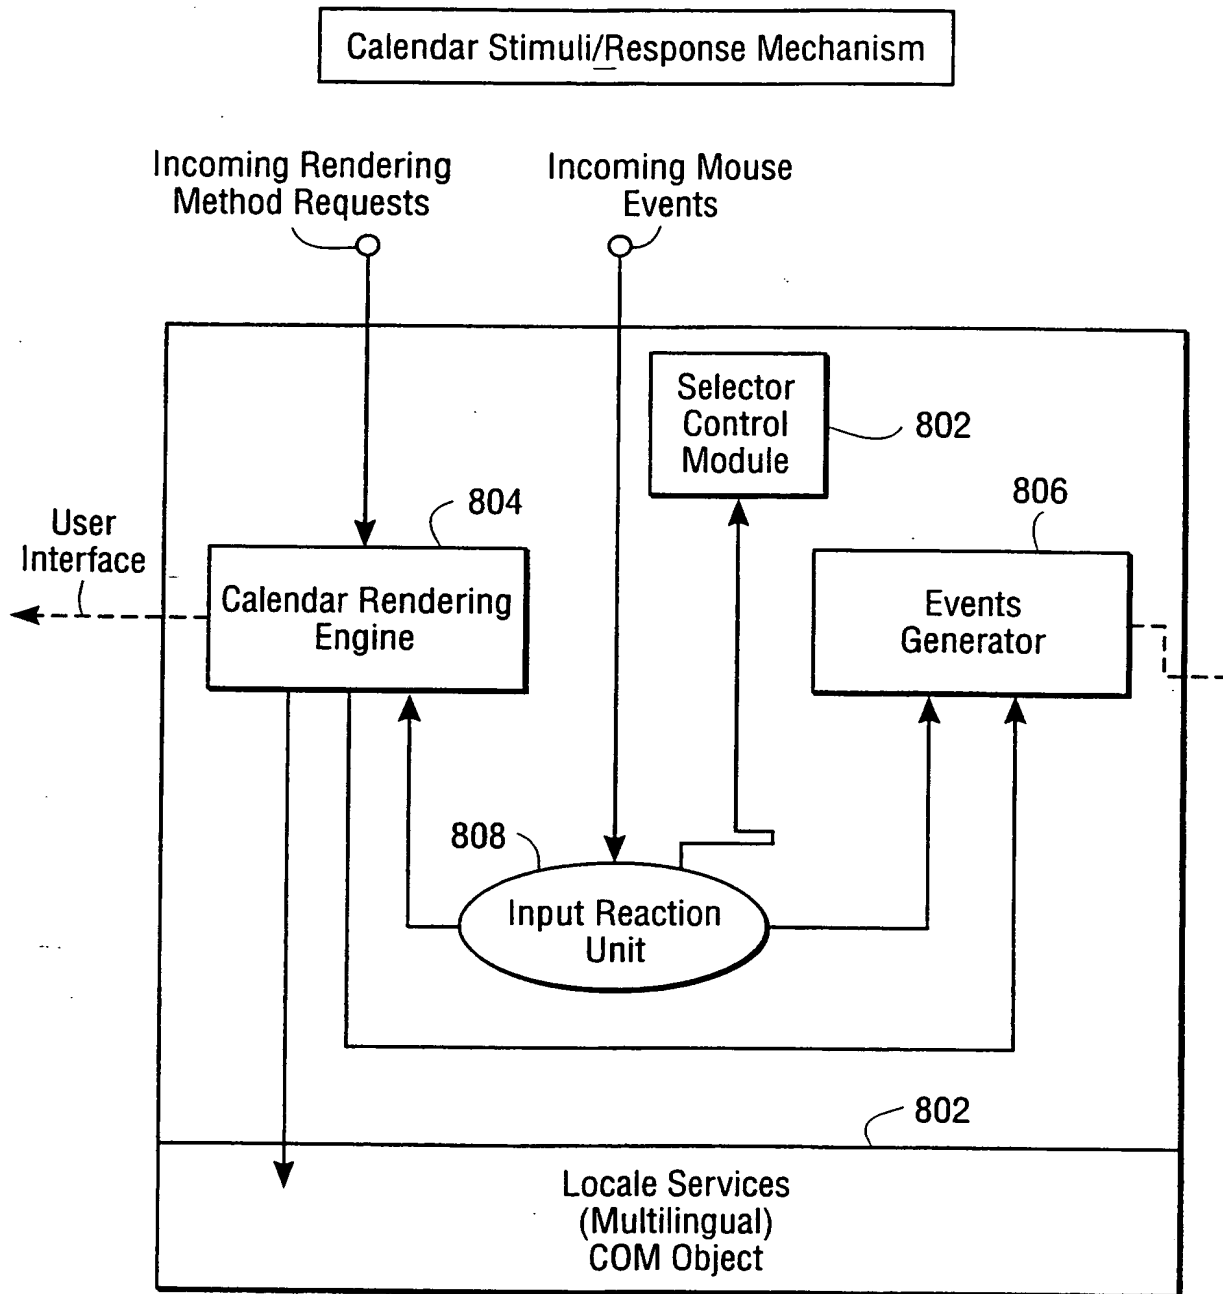 Calendar Stimuli/Response Mechanism
Incoming Rendering
Method Requests
Incoming Mouse
Events
Selector
Control
Module
802
804
806
User
Interface
Calendar Rendering
Engine
Events
Generator
808
Input Reaction
Unit
802
Locale Services
(Multilingual)
COM Object